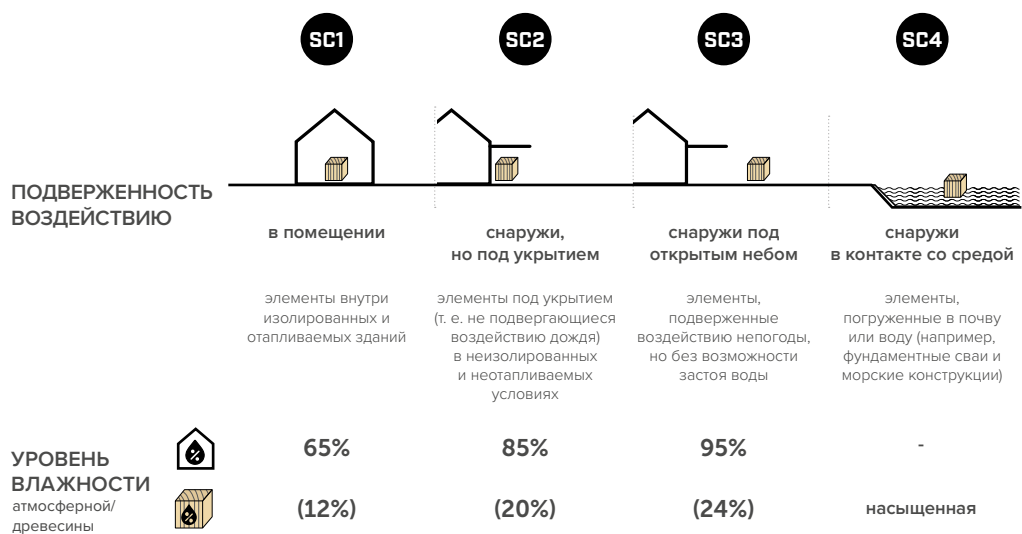 SC1
SC2
SC3
SC4
ПОДВЕРЖЕННОСТЬ
ВОЗДЕЙСТВИЮ
в помещении
снаружи,
но под укрытием
снаружи под
открытым небом
снаружи
в контакте со средой
элементы внутри
изолированных и
отапливаемых зданий
элементы под укрытием
(т. е. не подвергающиеся
воздействию дождя)
в неизолированных
и неотапливаемых
условиях
элементы,
подверженные
воздействию непогоды,
но без возможности
застоя воды
элементы,
погруженные в почву
или воду (например,
фундаментные сваи и
морские конструкции)
УРОВЕНЬ
ВЛАЖНОСТИ
атмосферной/
древесины
65%
85%
95%
-
(12%)
(20%)
(24%)
насыщенная